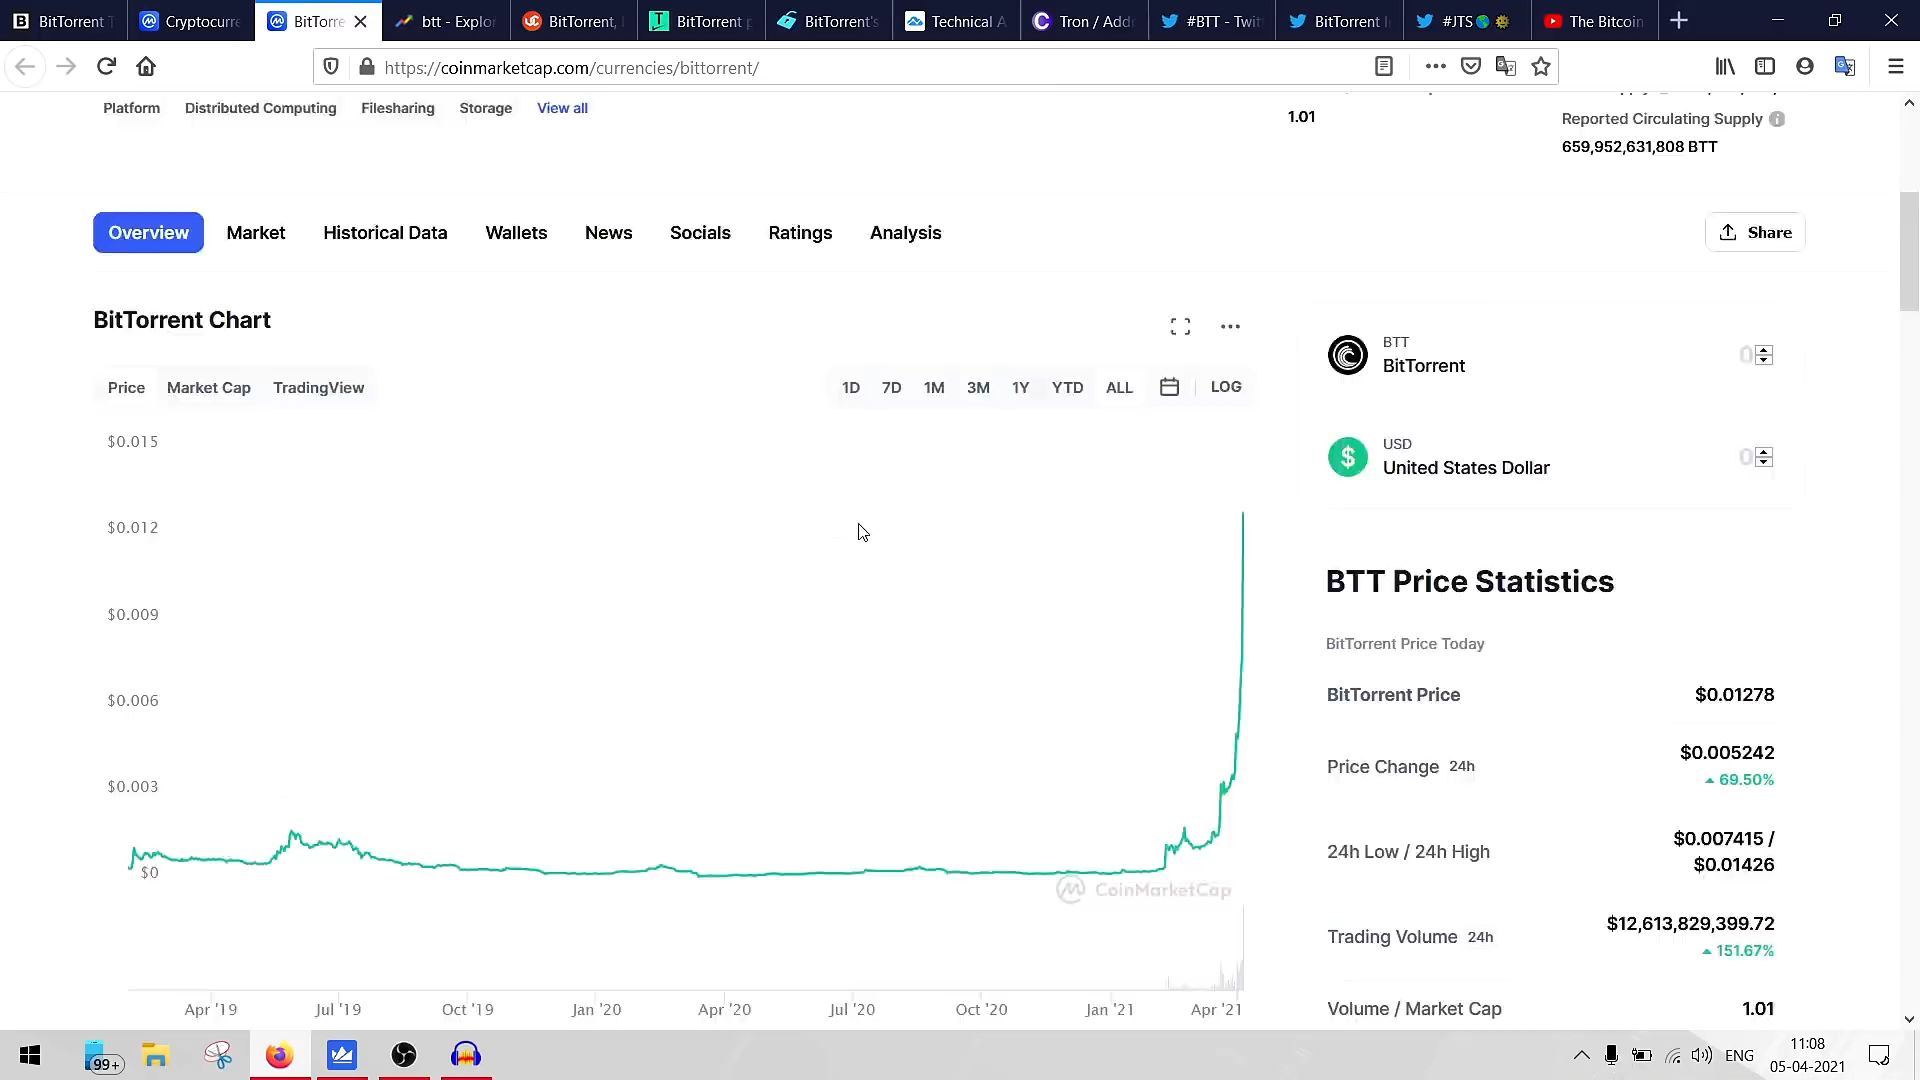 BitTorrent T
Cryptocurre
BitTorre
btt - Explo
BitTorrent,
BitTorrent p
BitTorrent's
Technical A
Tron / Addr
#BTT - Twit
BitTorrent I
#JTS
The Bitcoin
https://coinmarketcap.com/currencies/bittorrent/
Platform Distributed Computing Filesharing Storage View all
1.01
Reported Circulating Supply
659,952,631,808 BTT
Overview Market Historical Data Wallets News Socials Ratings Analysis
Share
BitTorrent Chart
Price Market Cap TradingView
1D 7D 1M 3M 1Y YTD ALL LOG
$0.015
$0.012
$0.009
$0.006
$0.003
$0
CoinMarketCap
Apr '19 Jul '19 Oct '19 Jan '20 Apr '20 Jul '20 Oct '20 Jan '21 Apr '21
BTT
BitTorrent
0
USD
United States Dollar
0
BTT Price Statistics
BitTorrent Price Today
BitTorrent Price $0.01278
Price Change 24h $0.005242
69.50%
24h Low / 24h High $0.007415 /
$0.01426
Trading Volume 24h $12,613,829,399.72
151.67%
Volume / Market Cap 1.01
99+
ENG
11:08
05-04-2021